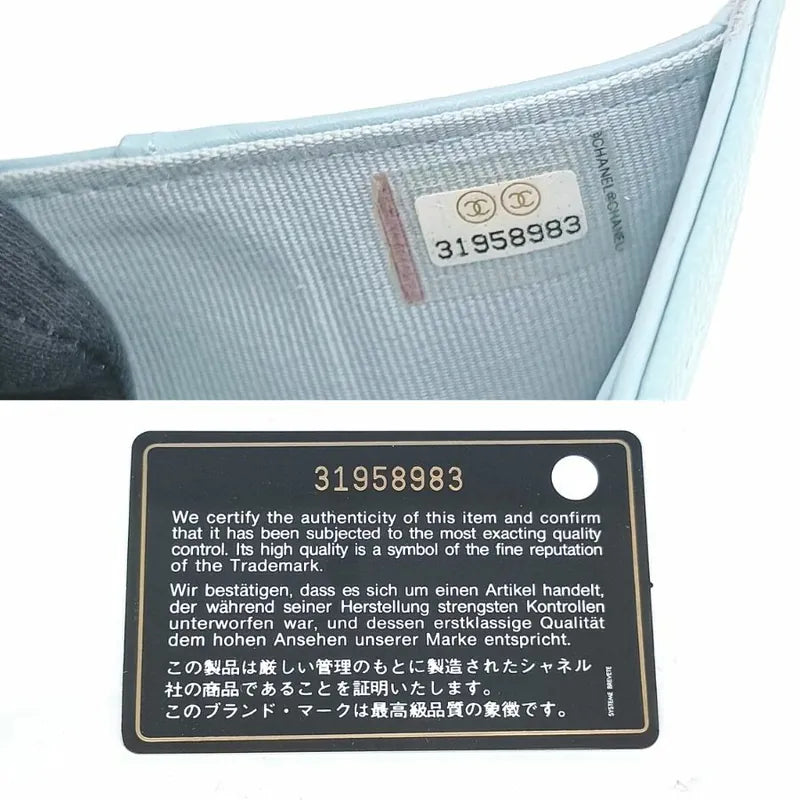 ©CHANEL©CHANEL
31958983
31958983
We certify the authenticity of this item and confirm
that it has been subjected to the most exacting quality
control. Its high quality is a symbol of the fine reputation
of the Trademark.
Wir bestätigen, dass es sich um einen Artikel handelt,
der während seiner Herstellung strengsten Kontrollen
unterworfen war, und dessen erstklassige Qualität
dem hohen Ansehen unserer Marke entspricht.
この製品は厳しい管理のもとに製造されたシャネル
社の商品であることを証明いたします。
このブランド・マークは最高級品質の象徴です。
SYSTEME BREVETE